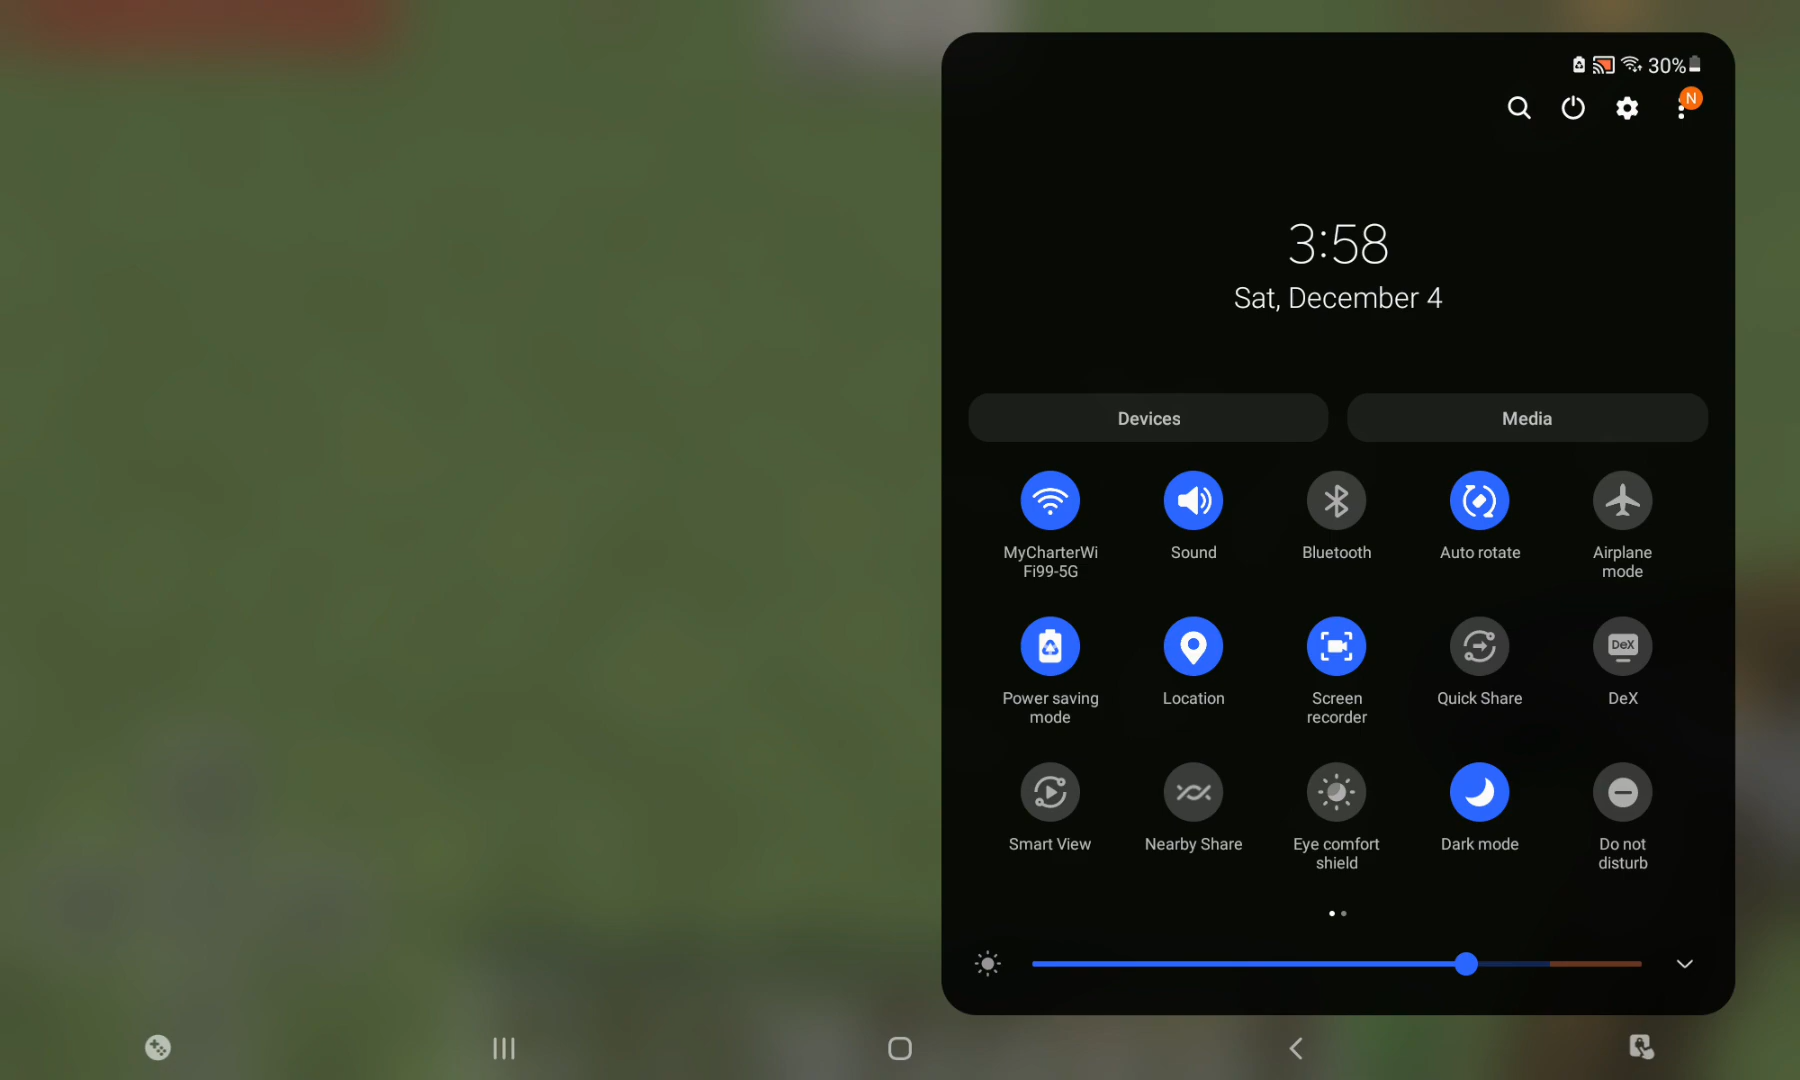 30%
N
3:58
Sat, December 4
Devices
Media
MyCharterWi
Fi99-5G
Sound
Bluetooth
Auto rotate
Airplane
mode
Power saving
mode
Location
Screen
recorder
Quick Share
DeX
DeX
Smart View
Nearby Share
Eye comfort
shield
Dark mode
Do not
disturb